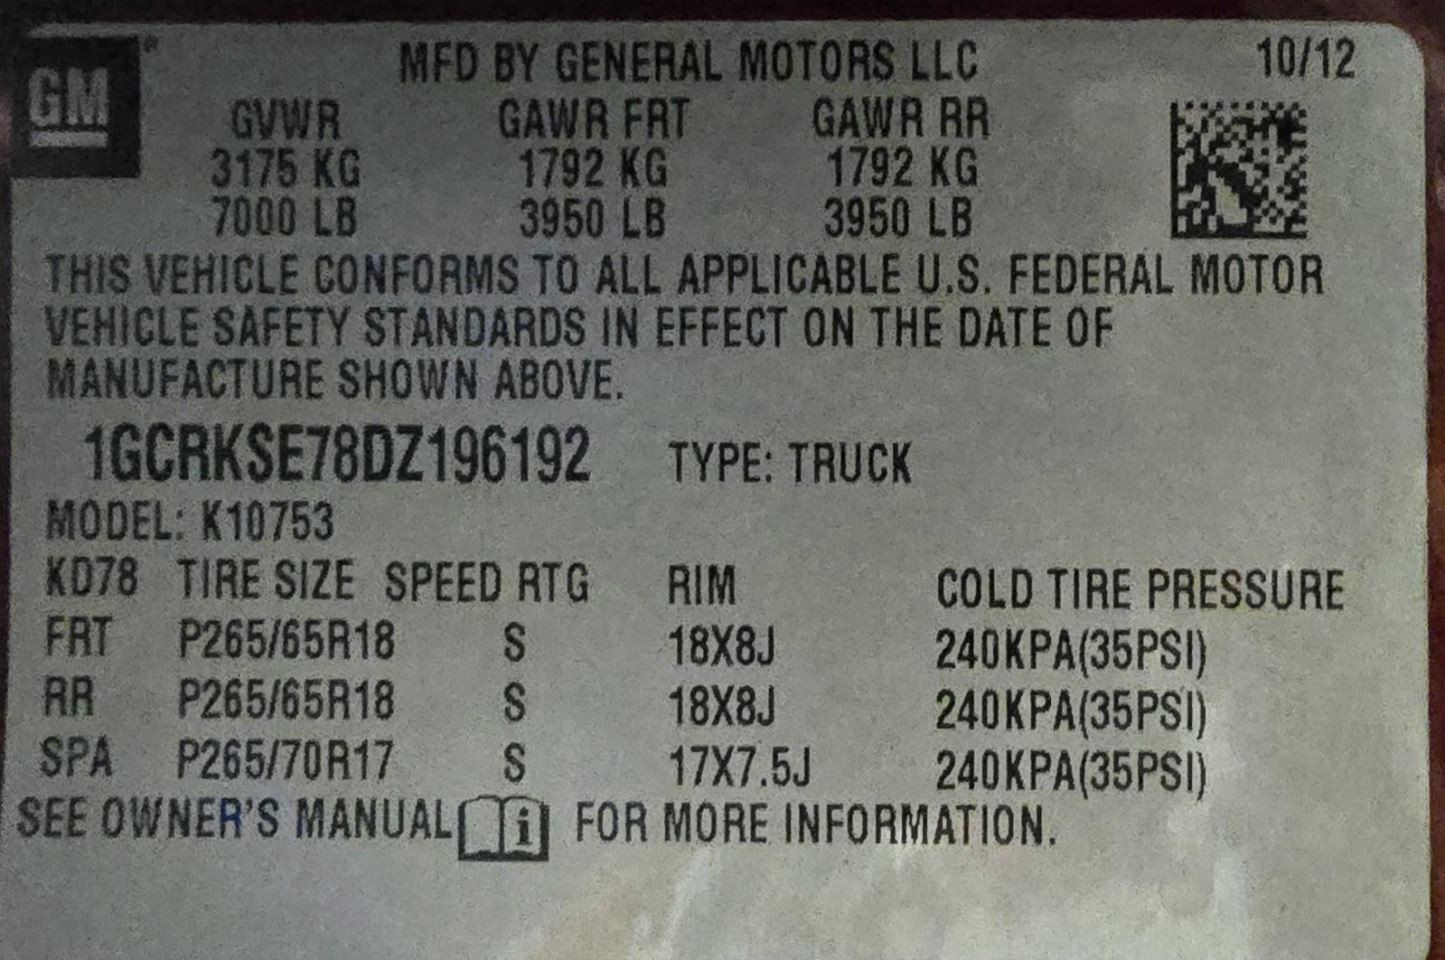 GM
MFD BY GENERAL MOTORS LLC 10/12
GVWR GAWR FRT GAWR RR
3175 KG 1792 KG 1792 KG
7000 LB 3950 LB 3950 LB
THIS VEHICLE CONFORMS TO ALL APPLICABLE U.S. FEDERAL MOTOR
VEHICLE SAFETY STANDARDS IN EFFECT ON THE DATE OF
MANUFACTURE SHOWN ABOVE.
1GCRKSE78DZ196192 TYPE: TRUCK
MODEL: K10753
KD78 TIRE SIZE SPEED RTG RIM COLD TIRE PRESSURE
FRT P265/65R18 S 18X8J 240KPA(35PSI)
RR P265/65R18 S 18X8J 240KPA(35PSI)
SPA P265/70R17 S 17X7.5J 240KPA(35PSI)
SEE OWNER'S MANUAL i FOR MORE INFORMATION.